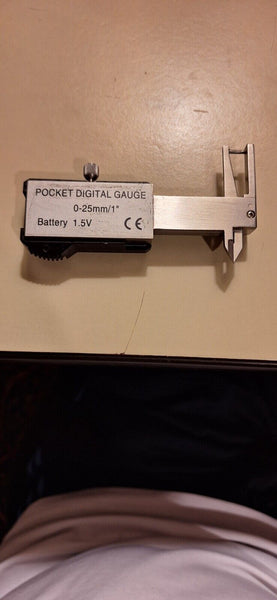 POCKET DIGITAL GAUGE
0-25mm/1"
Battery 1.5V CE